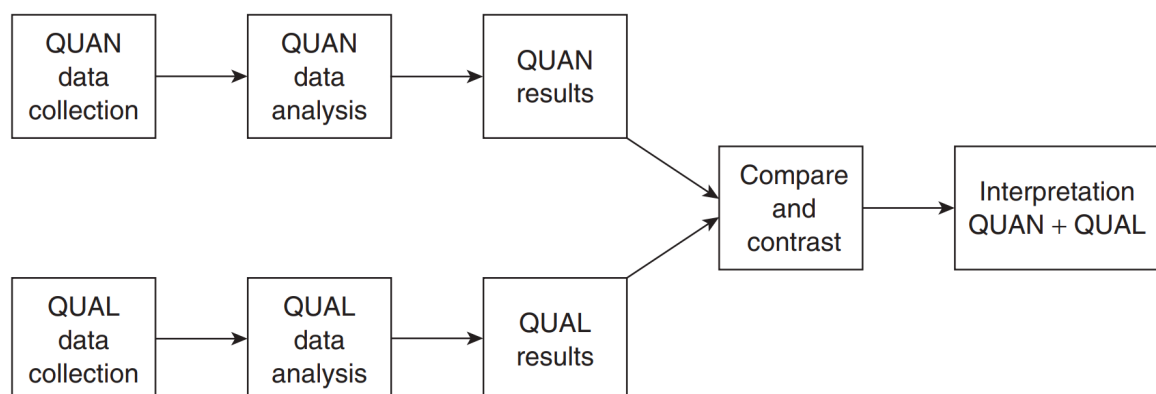 QUAN
data
collection
QUAN
data
analysis
QUAN
results
Compare
and
contrast
Interpretation
QUAN + QUAL
QUAL
data
collection
QUAL
data
analysis
QUAL
results